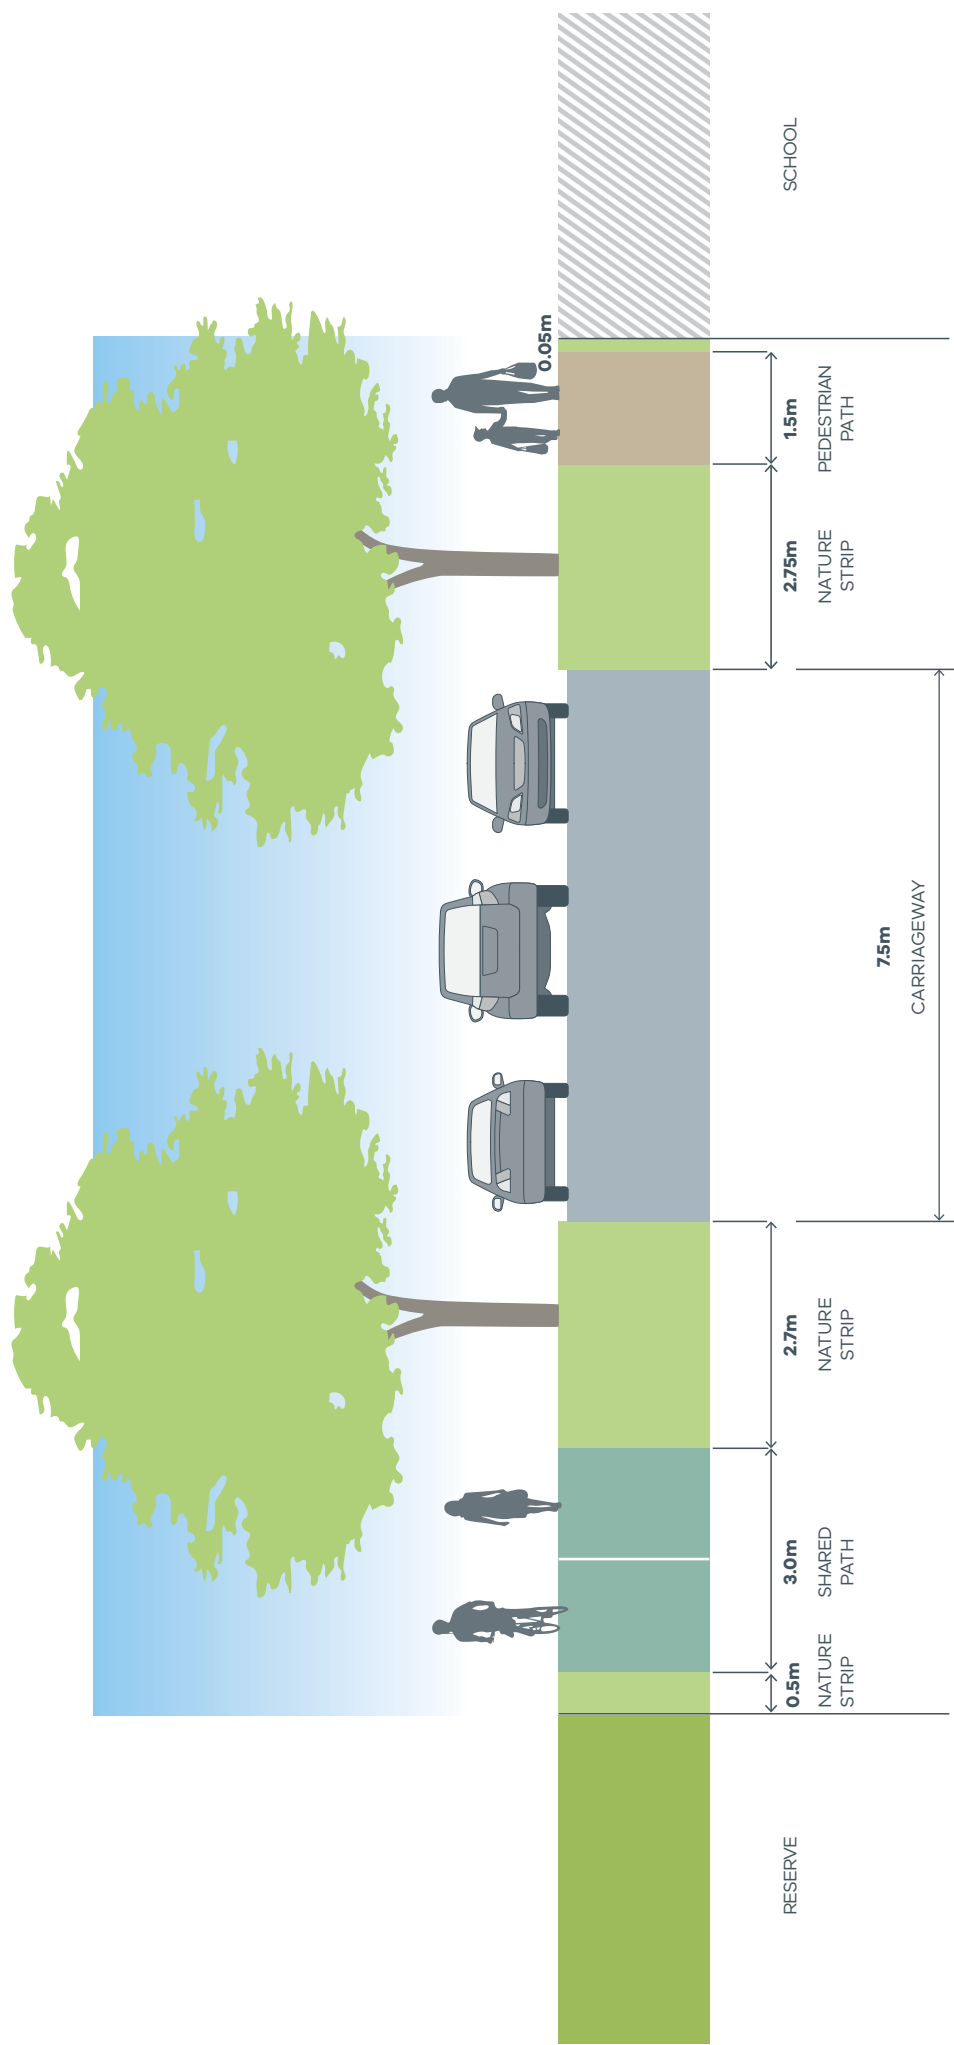 RESERVE
0.5m
NATURE
STRIP
3.0m
SHARED
PATH
2.7m
NATURE
STRIP
7.5m
CARRIAGEWAY
2.75m
NATURE
STRIP
1.5m
PEDESTRIAN
PATH
0.05m
SCHOOL